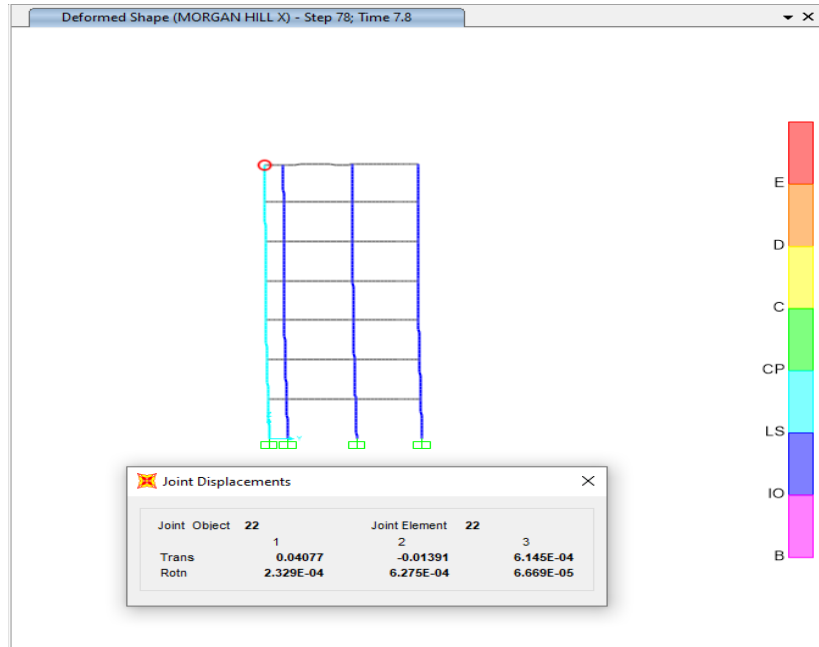 Deformed Shape (MORGAN HILL X) - Step 78; Time 7.8
E
D
C
CP
LS
IO
B
Y
Joint Displacements
Joint Object 22 Joint Element 22
1 2 3
Trans 0.04077 -0.01391 6.145E-04
Rotn 2.329E-04 6.275E-04 6.669E-05